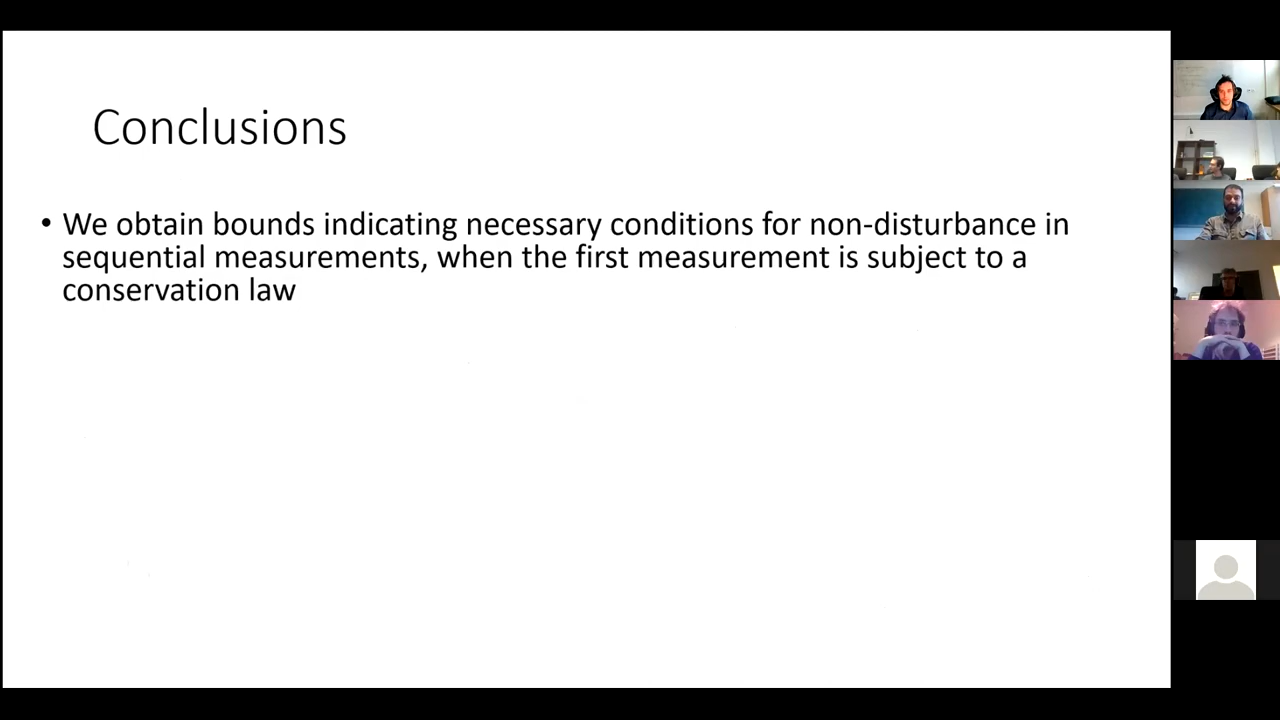 Conclusions
• We obtain bounds indicating necessary conditions for non-disturbance in
sequential measurements, when the first measurement is subject to a
conservation law